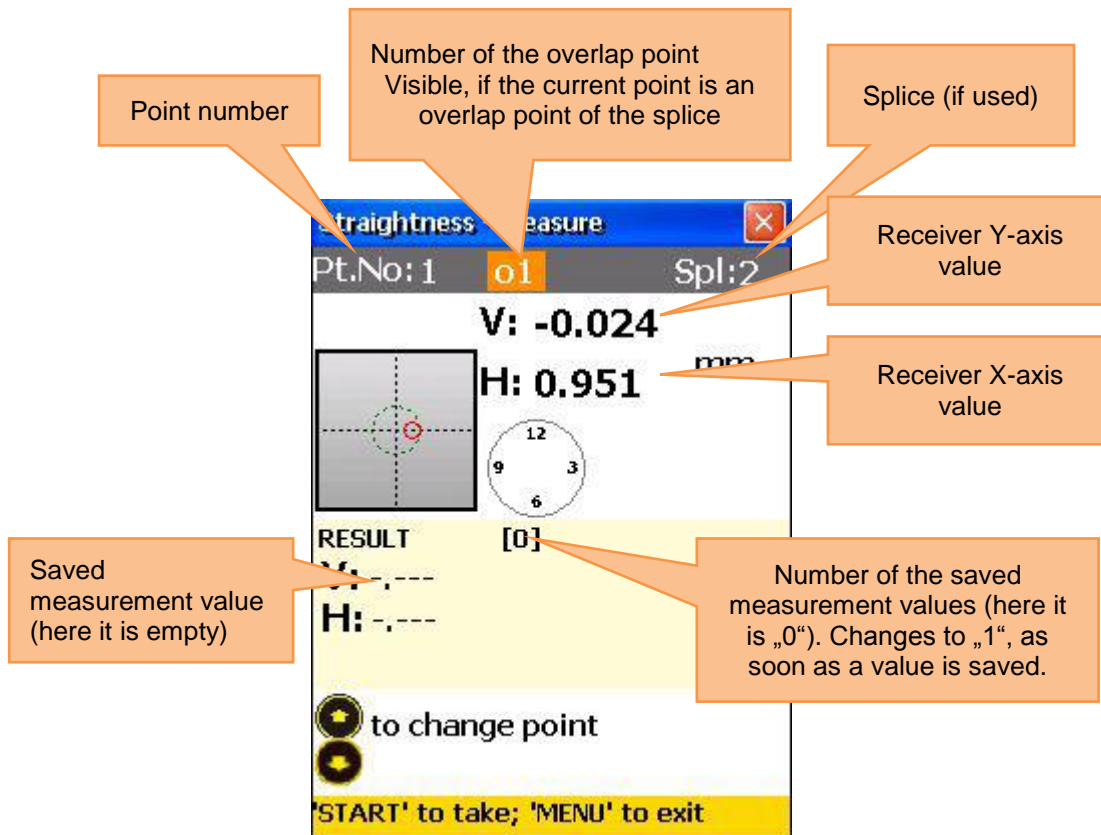 Number of the overlap point
Visible, if the current point is an
overlap point of the splice
Point number
Splice (if used)
Straightness easure
Pt.No: 1 o1 Spl:2
Receiver Y-axis
value
V: -0.024
mm
H: 0.951
Receiver X-axis
value
12
9 3
6
RESULT [0]
V: -.---
H: -.---
Saved
measurement value
(here it is empty)
Number of the saved
measurement values (here it
is „0“). Changes to „1“, as
soon as a value is saved.
to change point
'START' to take; 'MENU' to exit